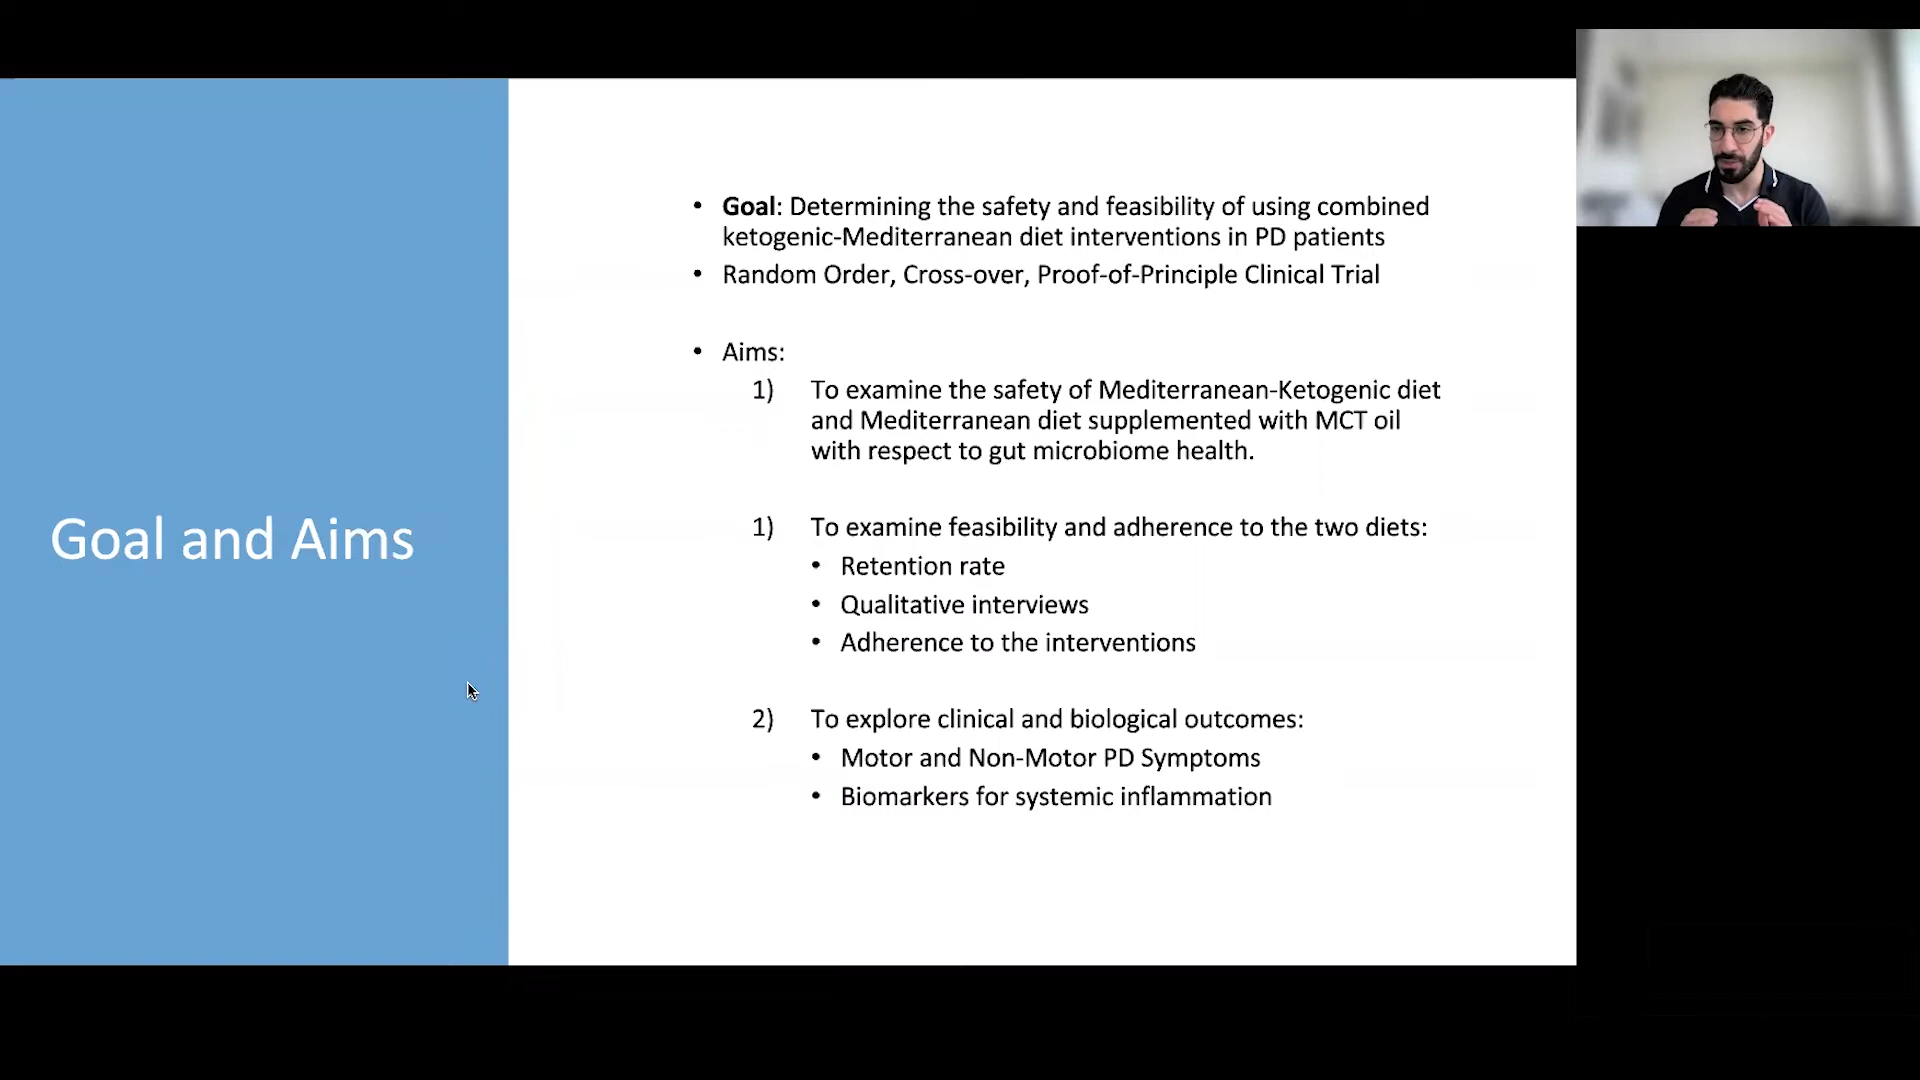 Goal and Aims
• Goal: Determining the safety and feasibility of using combined
ketogenic-Mediterranean diet interventions in PD patients
• Random Order, Cross-over, Proof-of-Principle Clinical Trial
• Aims:
1) To examine the safety of Mediterranean-Ketogenic diet
and Mediterranean diet supplemented with MCT oil
with respect to gut microbiome health.
1) To examine feasibility and adherence to the two diets:
• Retention rate
• Qualitative interviews
• Adherence to the interventions
2) To explore clinical and biological outcomes:
• Motor and Non-Motor PD Symptoms
• Biomarkers for systemic inflammation